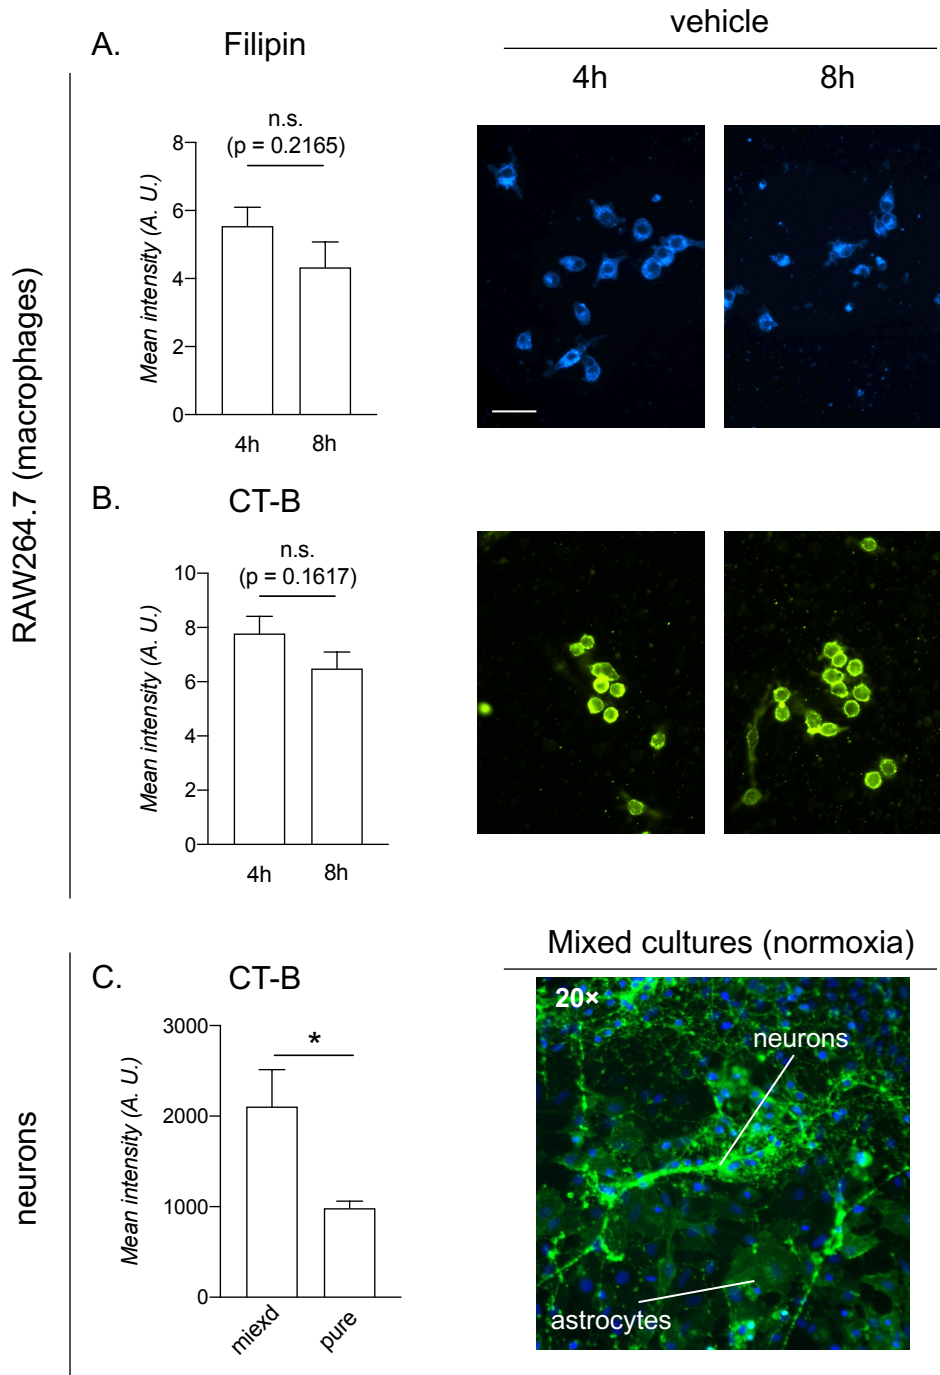 RAW264.7 (macrophages)
A.
Filipin
vehicle
4h
8h
n.s.
(p = 0.2165)
Mean intensity (A. U.)
8
6
4
2
0
4h
8h
B.
CT-B
n.s.
(p = 0.1617)
Mean intensity (A. U.)
10
8
6
4
2
0
4h
8h
neurons
C.
CT-B
Mixed cultures (normoxia)
*
Mean intensity (A. U.)
3000
2000
1000
0
miexd
pure
20×
neurons
astrocytes